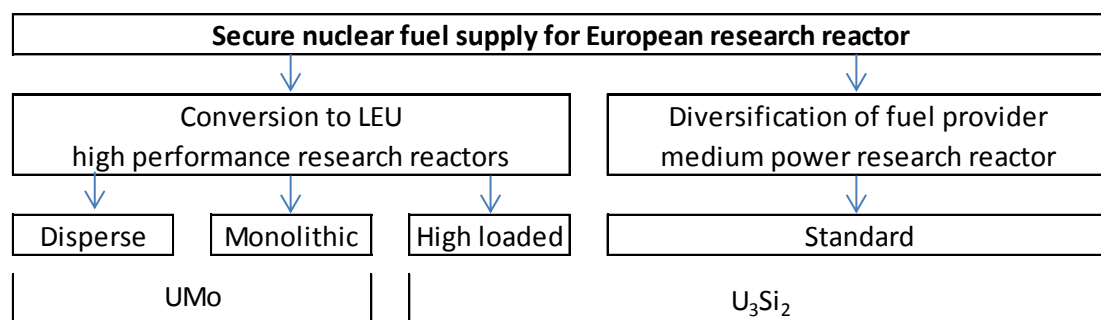 Secure nuclear fuel supply for European research reactor
Conversion to LEU
high performance research reactors
Diversification of fuel provider
medium power research reactor
Disperse
Monolithic
High loaded
Standard
UMo
U₃Si₂